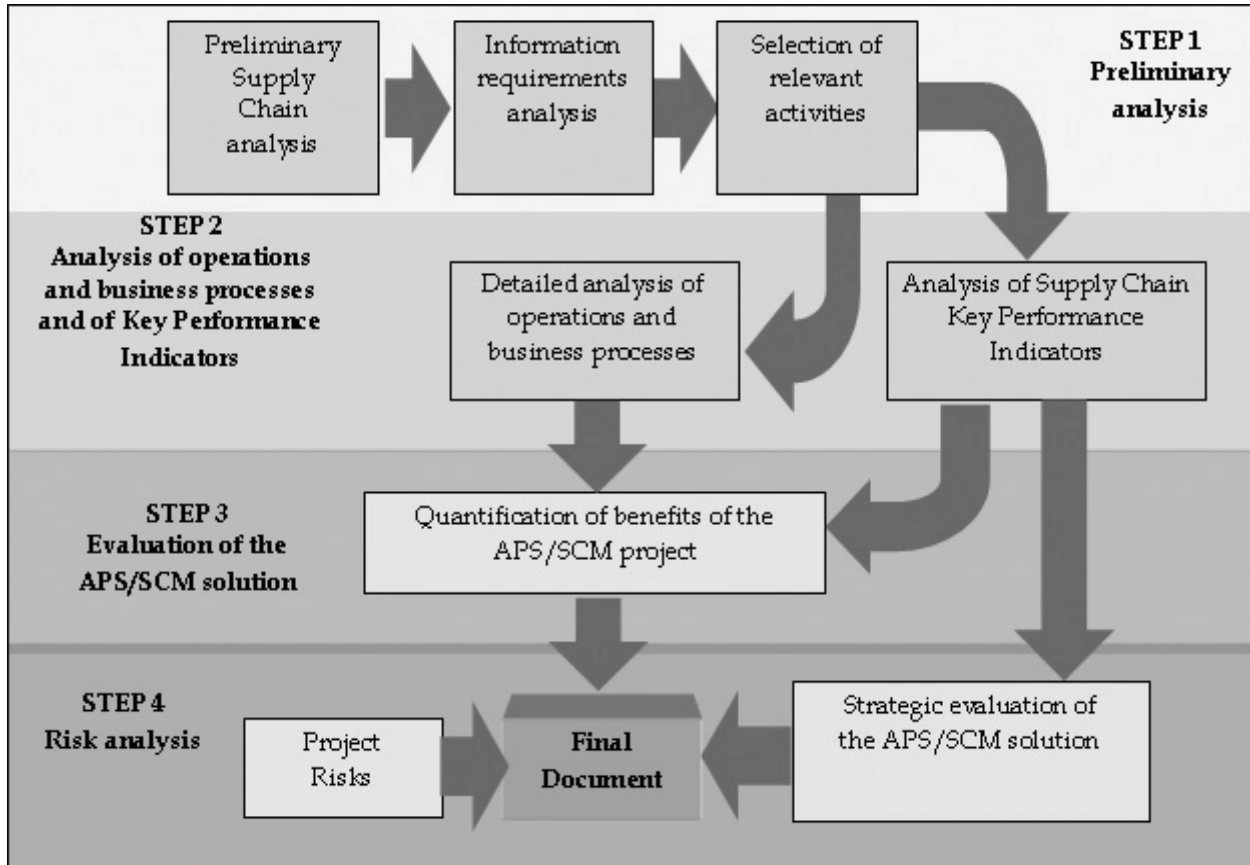 Preliminary
Supply
Chain
analysis
Information
requirements
analysis
Selection of
relevant
activities
STEP 1
Preliminary
analysis
STEP 2
Analysis of operations
and business processes
and of Key Performance
Indicators
Detailed analysis of
operations and
business processes
Analysis of Supply Chain
Key Performance
Indicators
STEP 3
Evaluation of the
APS/SCM solution
Quantification of benefits of the
APS/SCM project
STEP 4
Risk analysis
Project
Risks
Final
Document
Strategic evaluation of
the APS/SCM solution